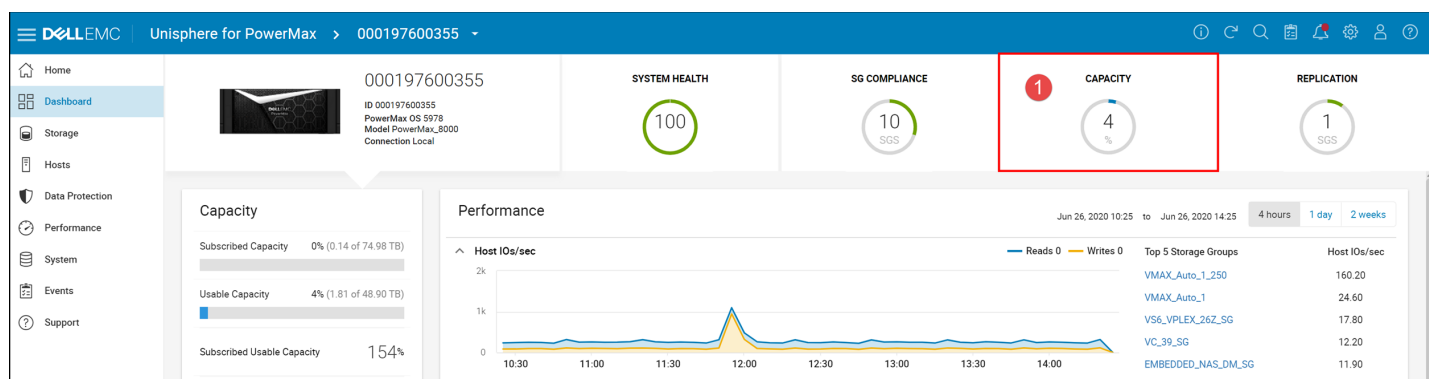 DELLEMC Unisphere for PowerMax > 000197600355
Home
Dashboard
Storage
Hosts
Data Protection
Performance
System
Events
Support
000197600355
ID 000197600355
PowerMax OS 5978
Model PowerMax_8000
Connection Local
SYSTEM HEALTH
100
SG COMPLIANCE
10
SGS
1
CAPACITY
4
%
REPLICATION
1
SGS
Capacity
Subscribed Capacity 0% (0.14 of 74.98 TB)
Usable Capacity 4% (1.81 of 48.90 TB)
Subscribed Usable Capacity 154%
Performance
Jun 26, 2020 10:25 to Jun 26, 2020 14:25 4 hours 1 day 2 weeks
Host IOs/sec
Reads 0 Writes 0
2k
1k
0
10:30 11:00 11:30 12:00 12:30 13:00 13:30 14:00
Top 5 Storage Groups Host IOs/sec
VMAX_Auto_1_250 160.20
VMAX_Auto_1 24.60
VS6_VPLEX_26Z_SG 17.80
VC_39_SG 12.20
EMBEDDED_NAS_DM_SG 11.90